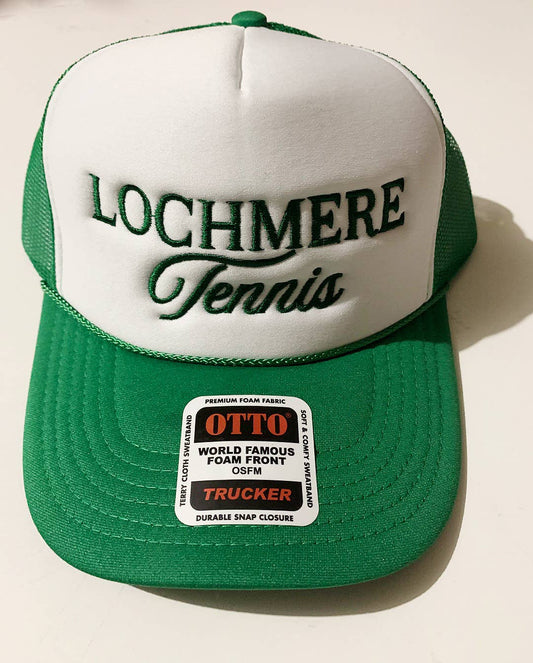 LOCHMERE
Tennis
PREMIUM FOAM FABRIC
OTTO®
WORLD FAMOUS
FOAM FRONT
OSFM
TRUCKER
DURABLE SNAP CLOSURE
TERRY CLOTH SWEATBAND
SOFT & COMFY SWEATBAND